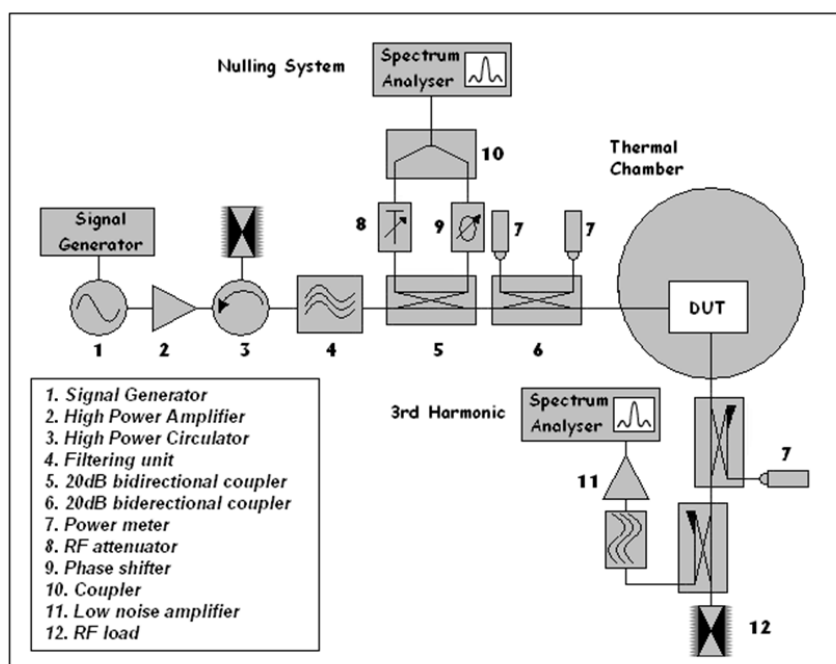 Nulling System
Spectrum
Analyser
10
Thermal
Chamber
Signal
Generator
8
9
7
7
DUT
1
2
3
4
5
6
3rd Harmonic
Spectrum
Analyser
7
11
12
1. Signal Generator
2. High Power Amplifier
3. High Power Circulator
4. Filtering unit
5. 20dB bidirectional coupler
6. 20dB biderectional coupler
7. Power meter
8. RF attenuator
9. Phase shifter
10. Coupler
11. Low noise amplifier
12. RF load